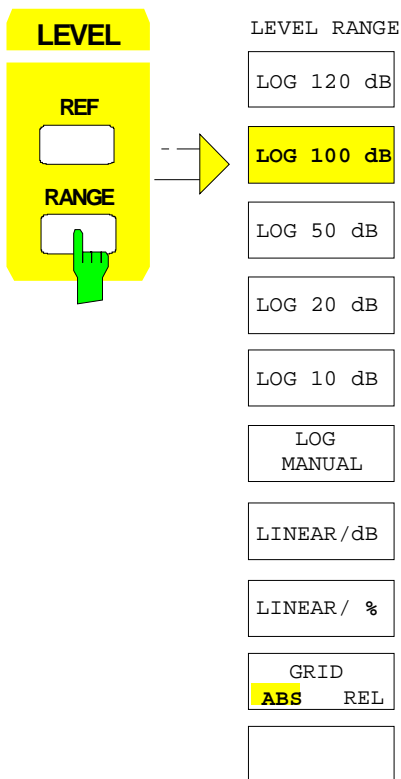 LEVEL
REF
RANGE
LEVEL RANGE
LOG 120 dB
LOG 100 dB
LOG 50 dB
LOG 20 dB
LOG 10 dB
LOG
MANUAL
LINEAR/dB
LINEAR/ %
GRID
ABS REL